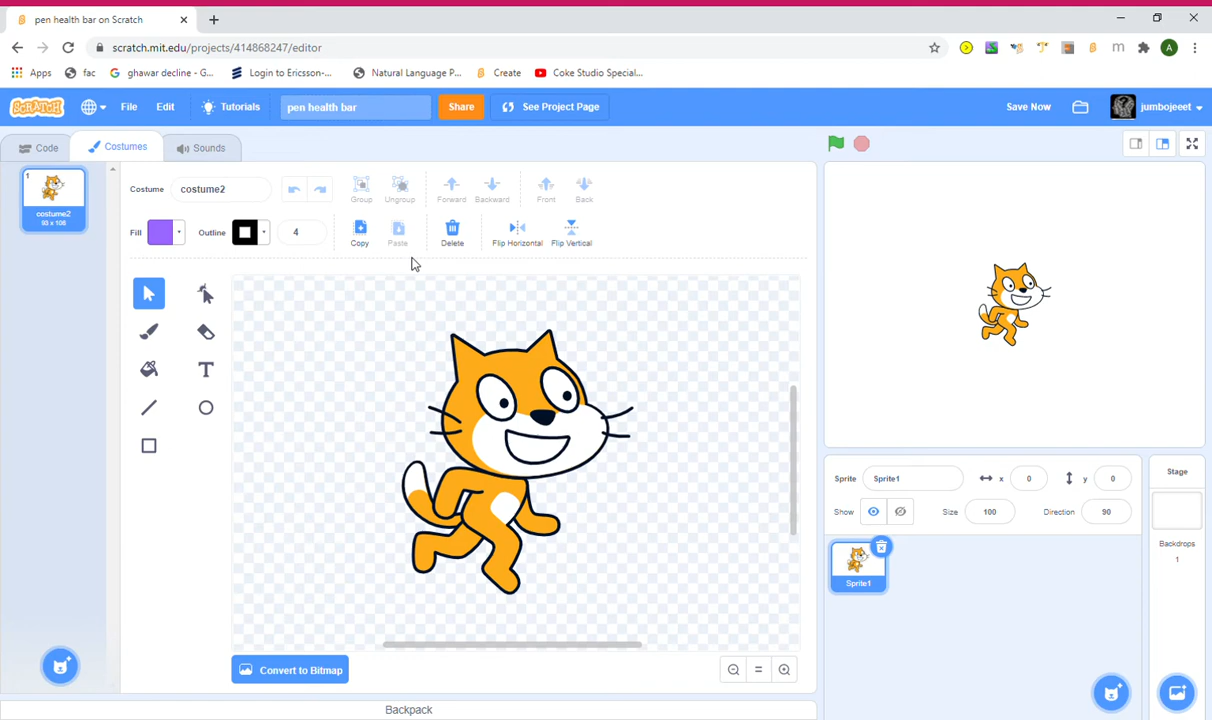 pen health bar on Scratch
scratch.mit.edu/projects/414868247/editor
A
Apps
fac
ghawar decline - G...
Login to Ericsson-...
Natural Language P...
Create
Coke Studio Special...
SCRATCH
File
Edit
Tutorials
pen health bar
Share
See Project Page
Save Now
jumbojeeet
Code
Costumes
Sounds
1
costume2
93 x 106
Costume
costume2
Group
Ungroup
Forward
Backward
Front
Back
Fill
Outline
4
Copy
Paste
Delete
Flip Horizontal
Flip Vertical
T
Convert to Bitmap
Backpack
Sprite
Sprite1
x
0
y
0
Show
Size
100
Direction
90
Sprite1
Stage
Backdrops
1